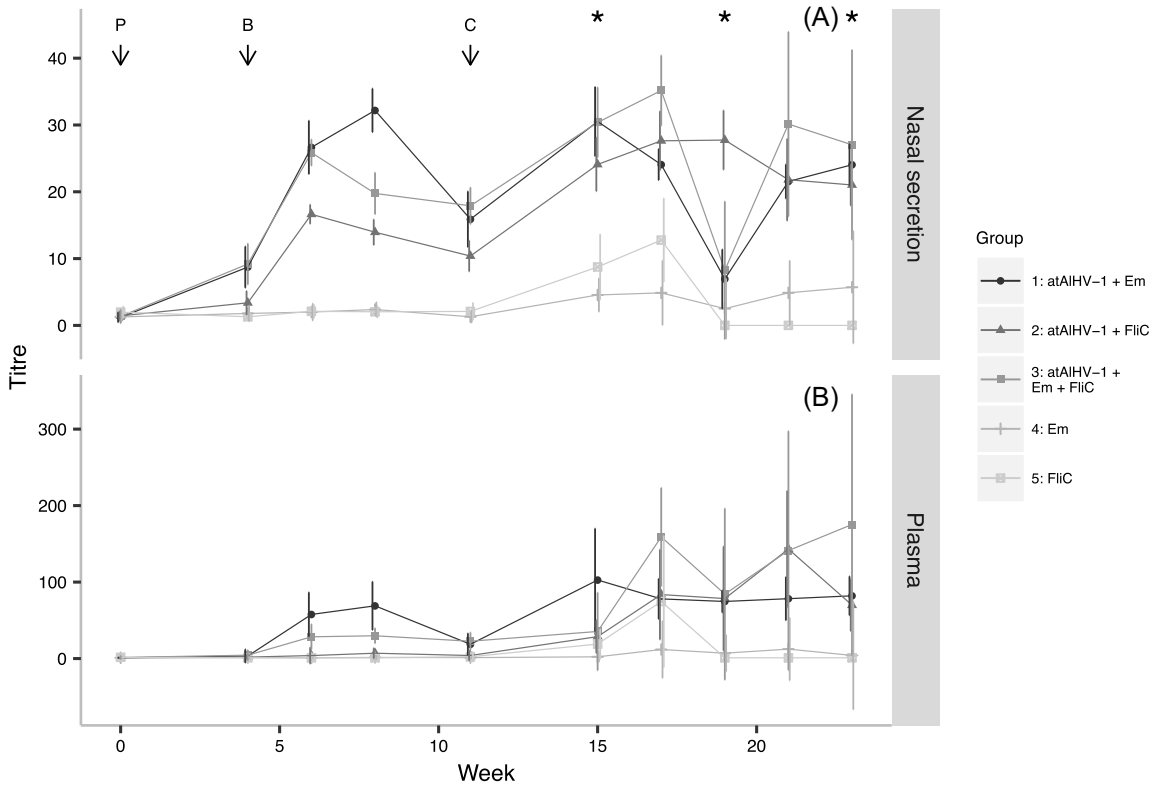 (A)
P B C * * *
40
30
20
10
0
Nasal secretion
(B)
300
200
100
0
Plasma
Titre
0 5 10 15 20
Week
Group
1: atAlHV−1 + Em
2: atAlHV−1 + FliC
3: atAlHV−1 +
Em + FliC
4: Em
5: FliC